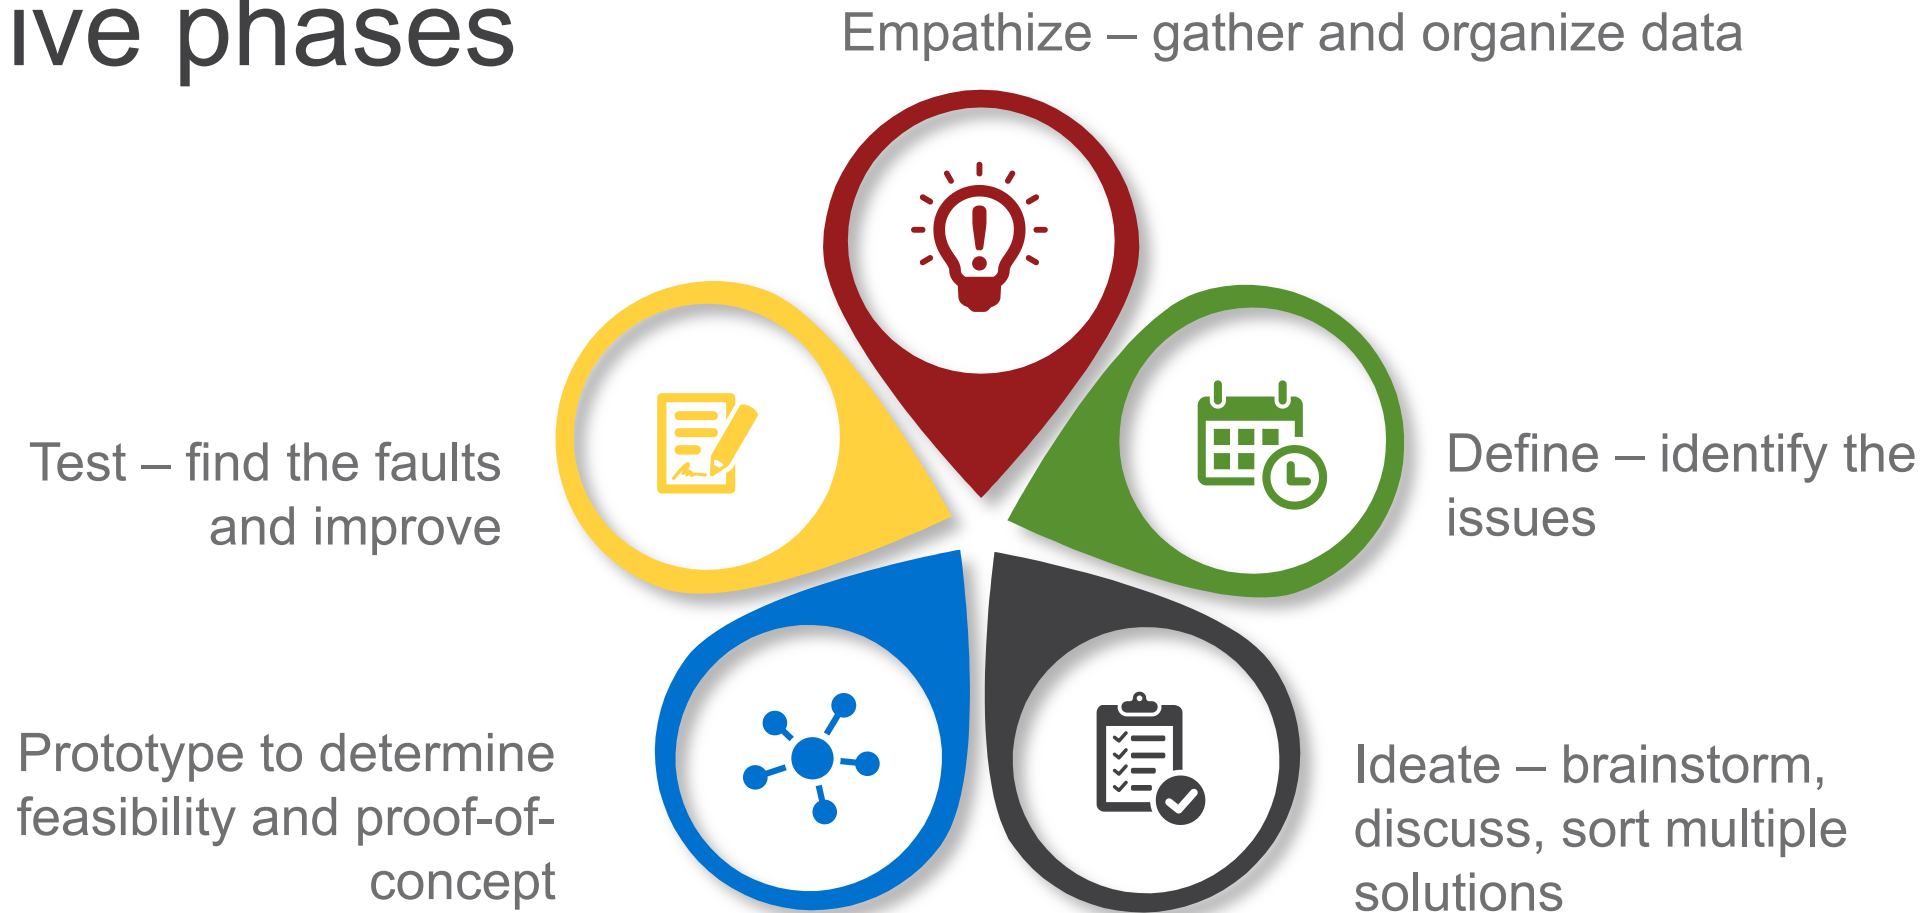 ive phases
Empathize – gather and organize data
Test – find the faults
and improve
Define – identify the
issues
Prototype to determine
feasibility and proof-of-
concept
Ideate – brainstorm,
discuss, sort multiple
solutions